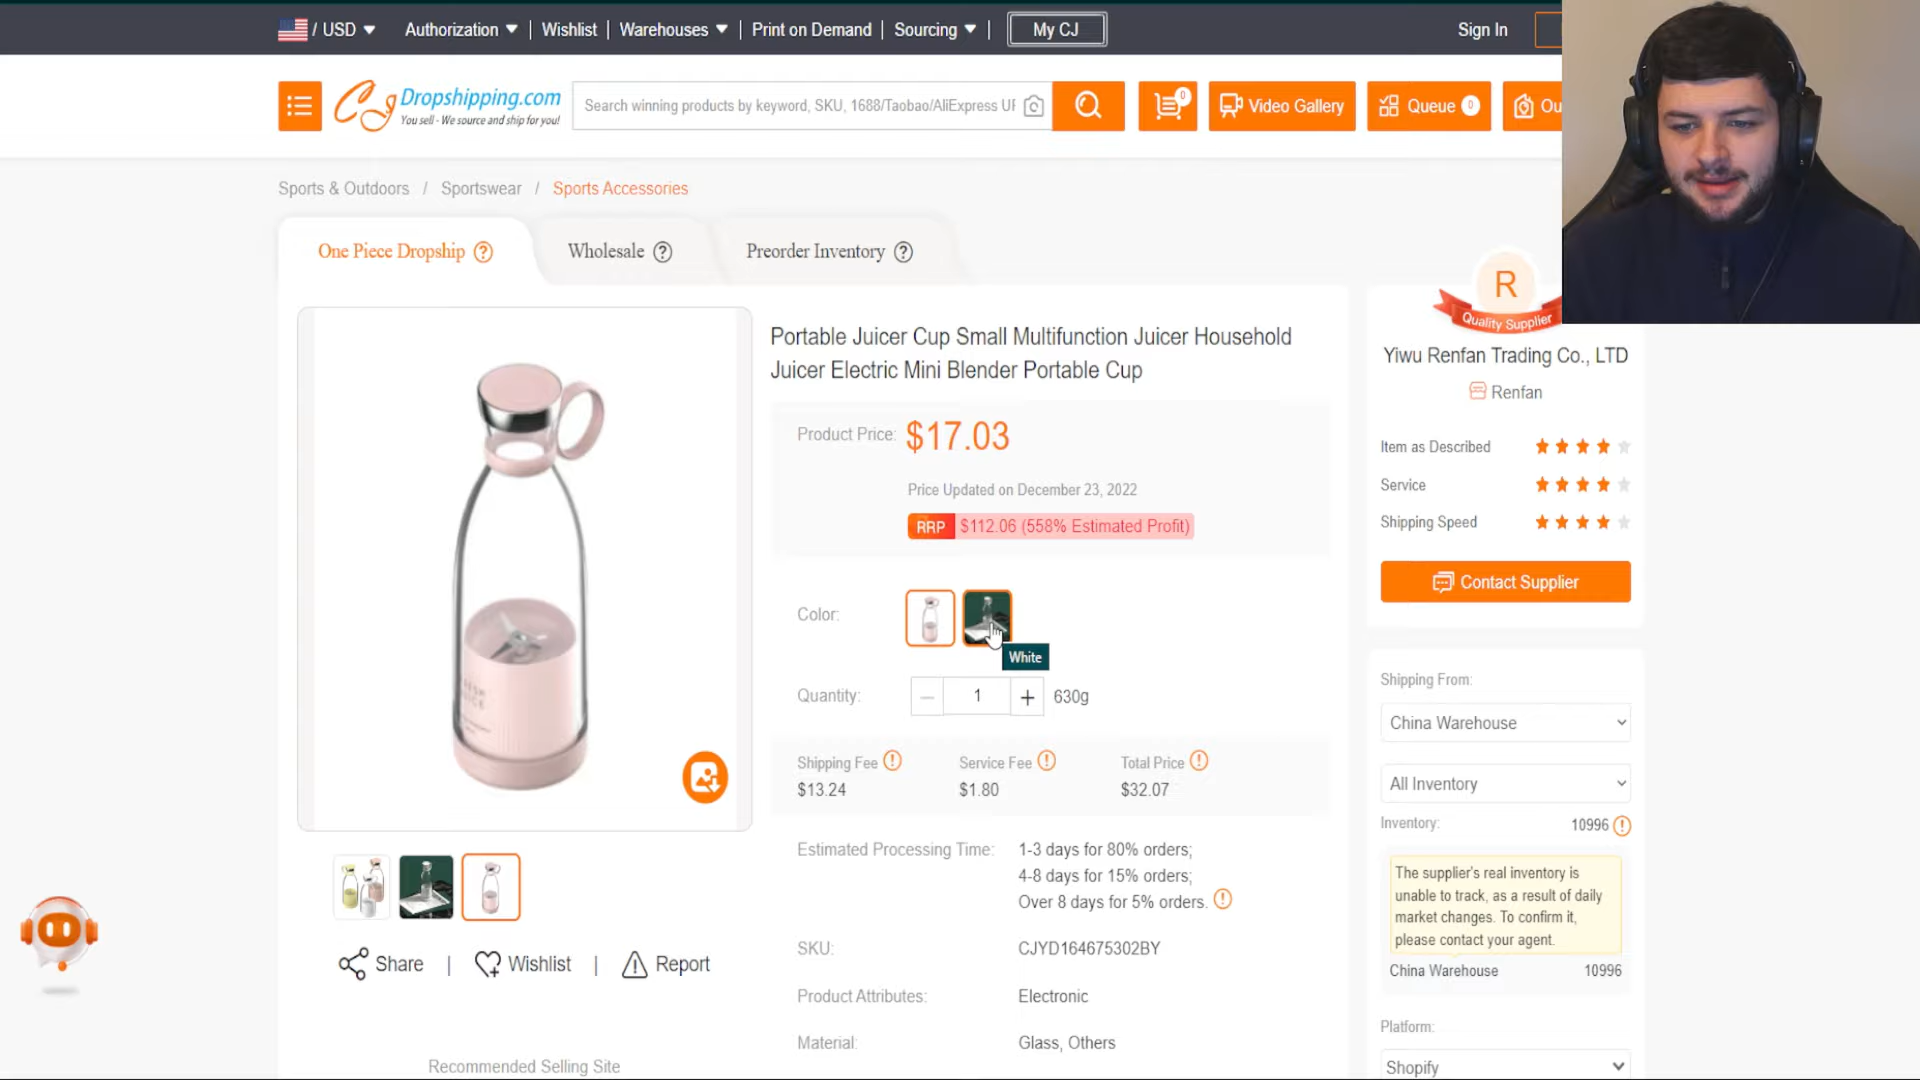 / USD
Authorization
Wishlist
Warehouses
Print on Demand
Sourcing
My CJ
Sign In
CJ
Dropshipping.com
You sell - We source and ship for you!
Search winning products by keyword, SKU, 1688/Taobao/AliExpress UF
0
Video Gallery
Queue 0
Ou
Sports & Outdoors / Sportswear / Sports Accessories
One Piece Dropship ?
Wholesale ?
Preorder Inventory ?
Portable Juicer Cup Small Multifunction Juicer Household
Juicer Electric Mini Blender Portable Cup
Product Price: $17.03
Price Updated on December 23, 2022
RRP $112.06 (558% Estimated Profit)
Color:
White
Quantity: − 1 + 630g
Shipping Fee Service Fee Total Price
$13.24 $1.80 $32.07
Estimated Processing Time: 1-3 days for 80% orders;
4-8 days for 15% orders;
Over 8 days for 5% orders.
SKU: CJYD164675302BY
Product Attributes: Electronic
Material: Glass, Others
Share | Wishlist | Report
Recommended Selling Site
R
Quality Supplier
Yiwu Renfan Trading Co., LTD
Renfan
Item as Described
Service
Shipping Speed
Contact Supplier
Shipping From:
China Warehouse
All Inventory
Inventory: 10996
The supplier's real inventory is
unable to track, as a result of daily
market changes. To confirm it,
please contact your agent.
China Warehouse 10996
Platform:
Shopify